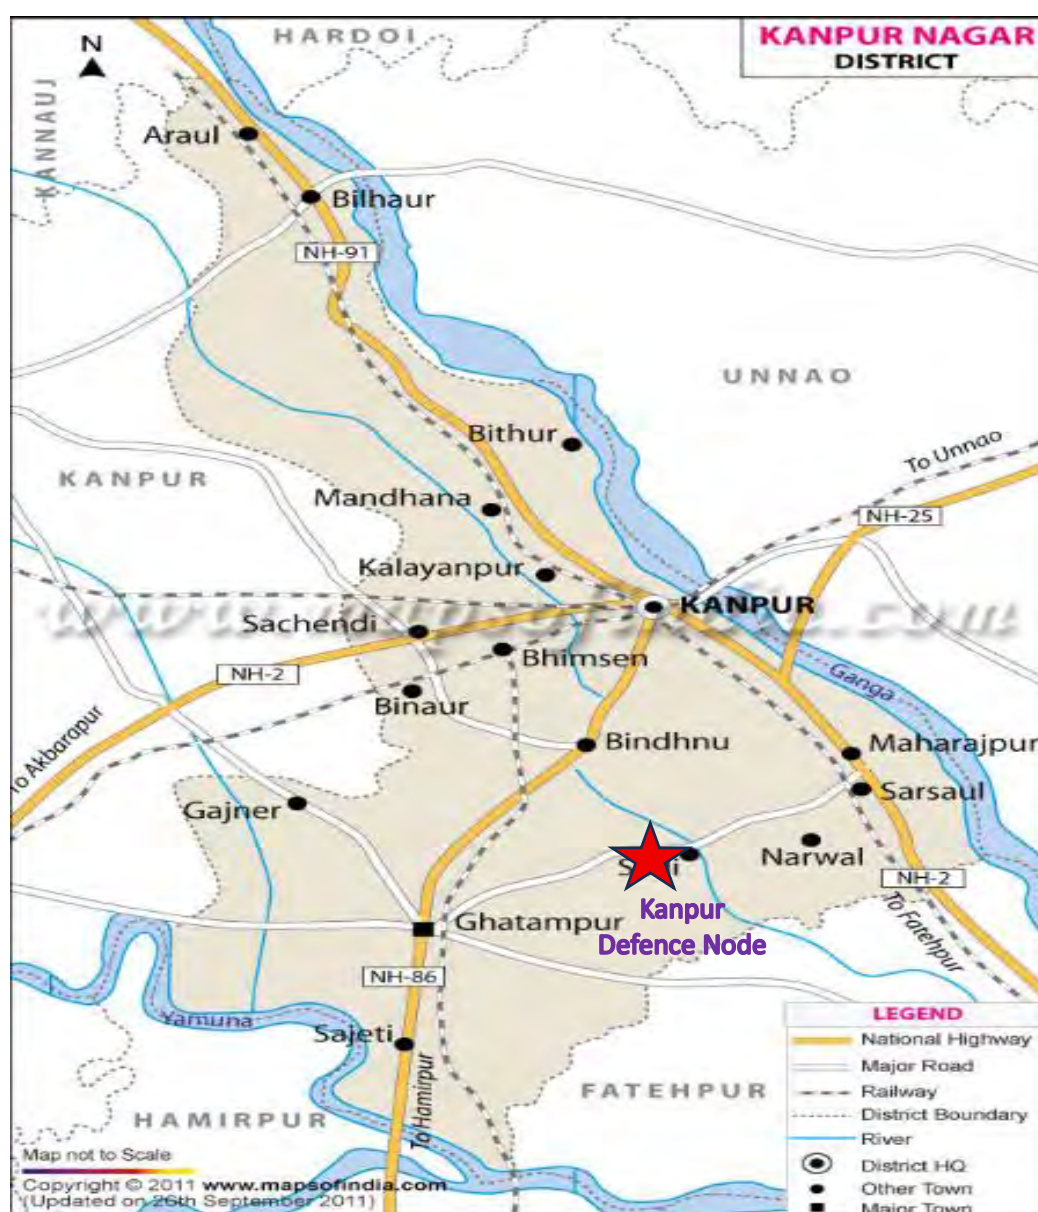 HARDOI
KANPUR NAGAR
DISTRICT
N
KANNAUJ
Araul
Bilhaur
NH-91
UNNAO
Bithur
To Unnao
KANPUR
Mandhana
NH-25
Kalayanpur
KANPUR
Sachendi
Bhimsen
NH-2
Ganga
Binaur
Bindhnu
Maharajpur
To Akbarapur
Sarsaul
Gajner
Narwal
NH-2
Kanpur
Defence Node
Ghatampur
To Fatehpur
NH-86
Yamuna
Sajeti
To Hamirpur
FATEHPUR
HAMIRPUR
LEGEND
National Highway
Major Road
Railway
District Boundary
River
District HQ
Other Town
Major Town
Map not to Scale
Copyright © 2011 www.mapsofindia.com
(Updated on 26th September 2011)